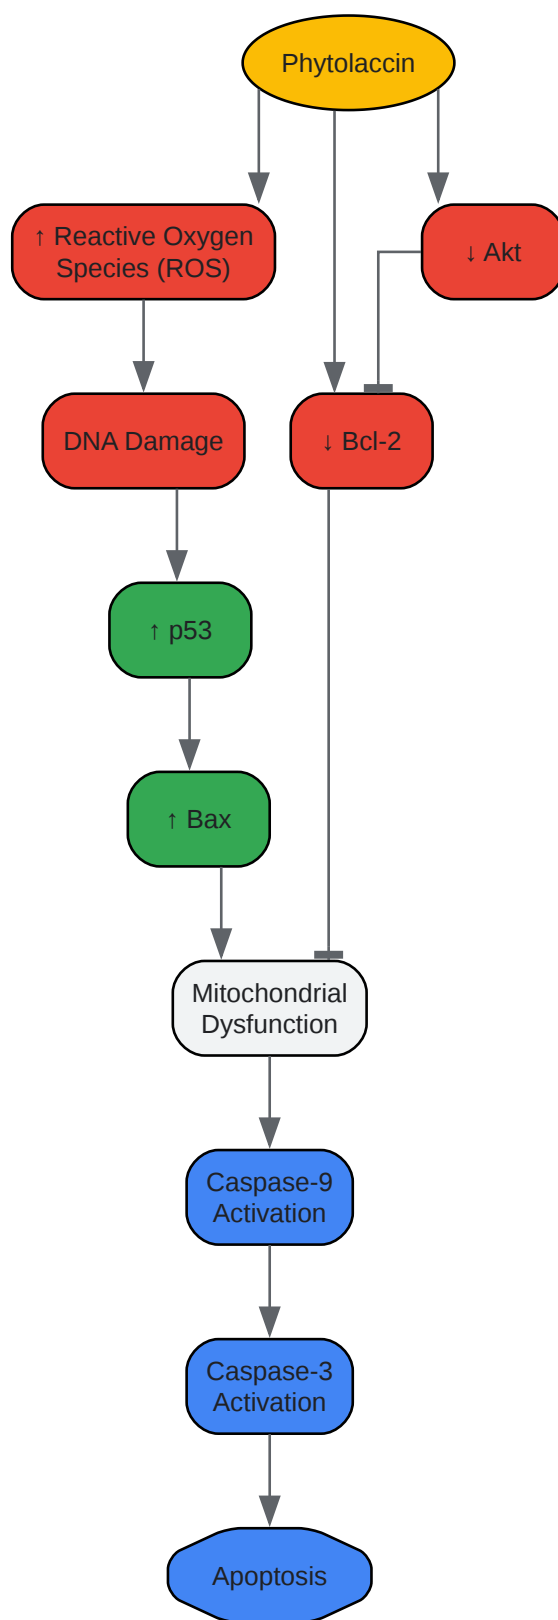 Phytolaccin
↑ Reactive Oxygen
Species (ROS)
↓ Akt
DNA Damage
↓ Bcl-2
↑ p53
↑ Bax
Mitochondrial
Dysfunction
Caspase-9
Activation
Caspase-3
Activation
Apoptosis